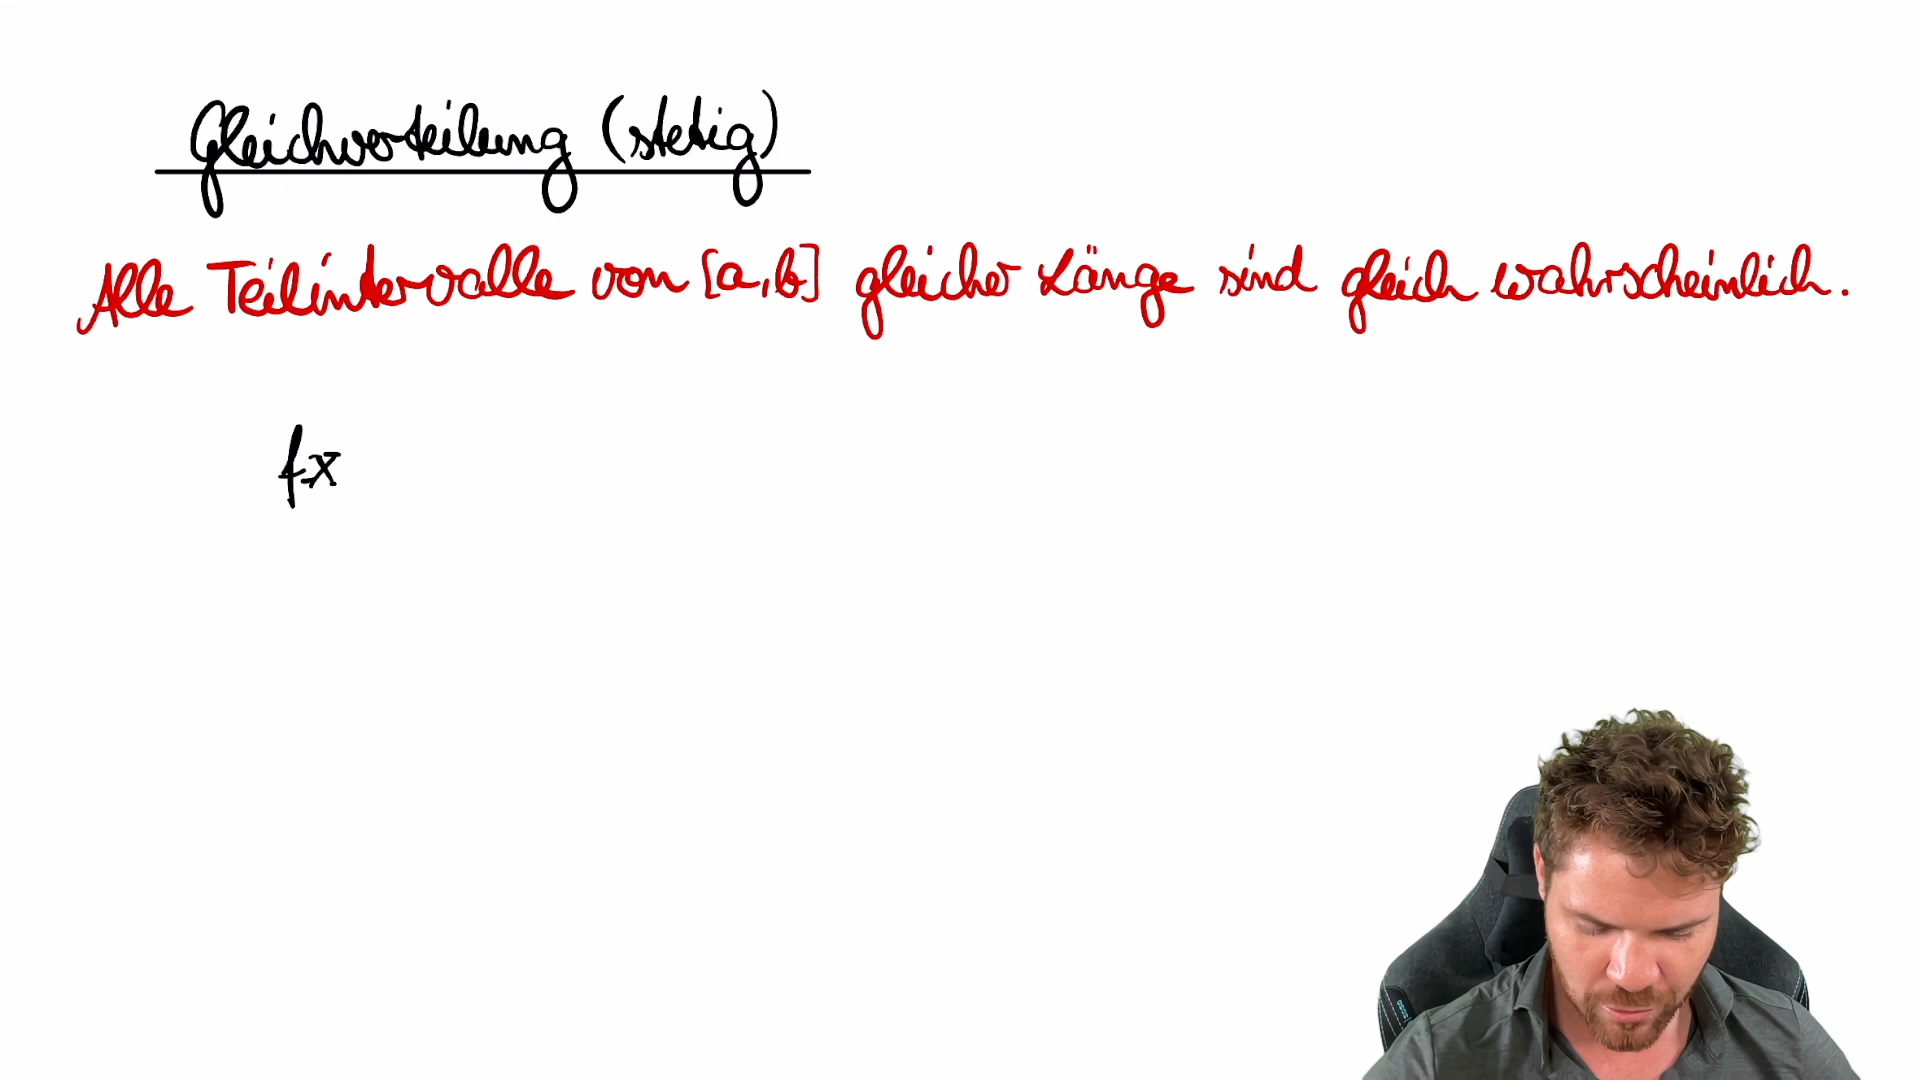 Gleichverteilung (stetig)
Alle Teilintervalle von [a,b] gleicher Länge sind gleich wahrscheinlich.
fx